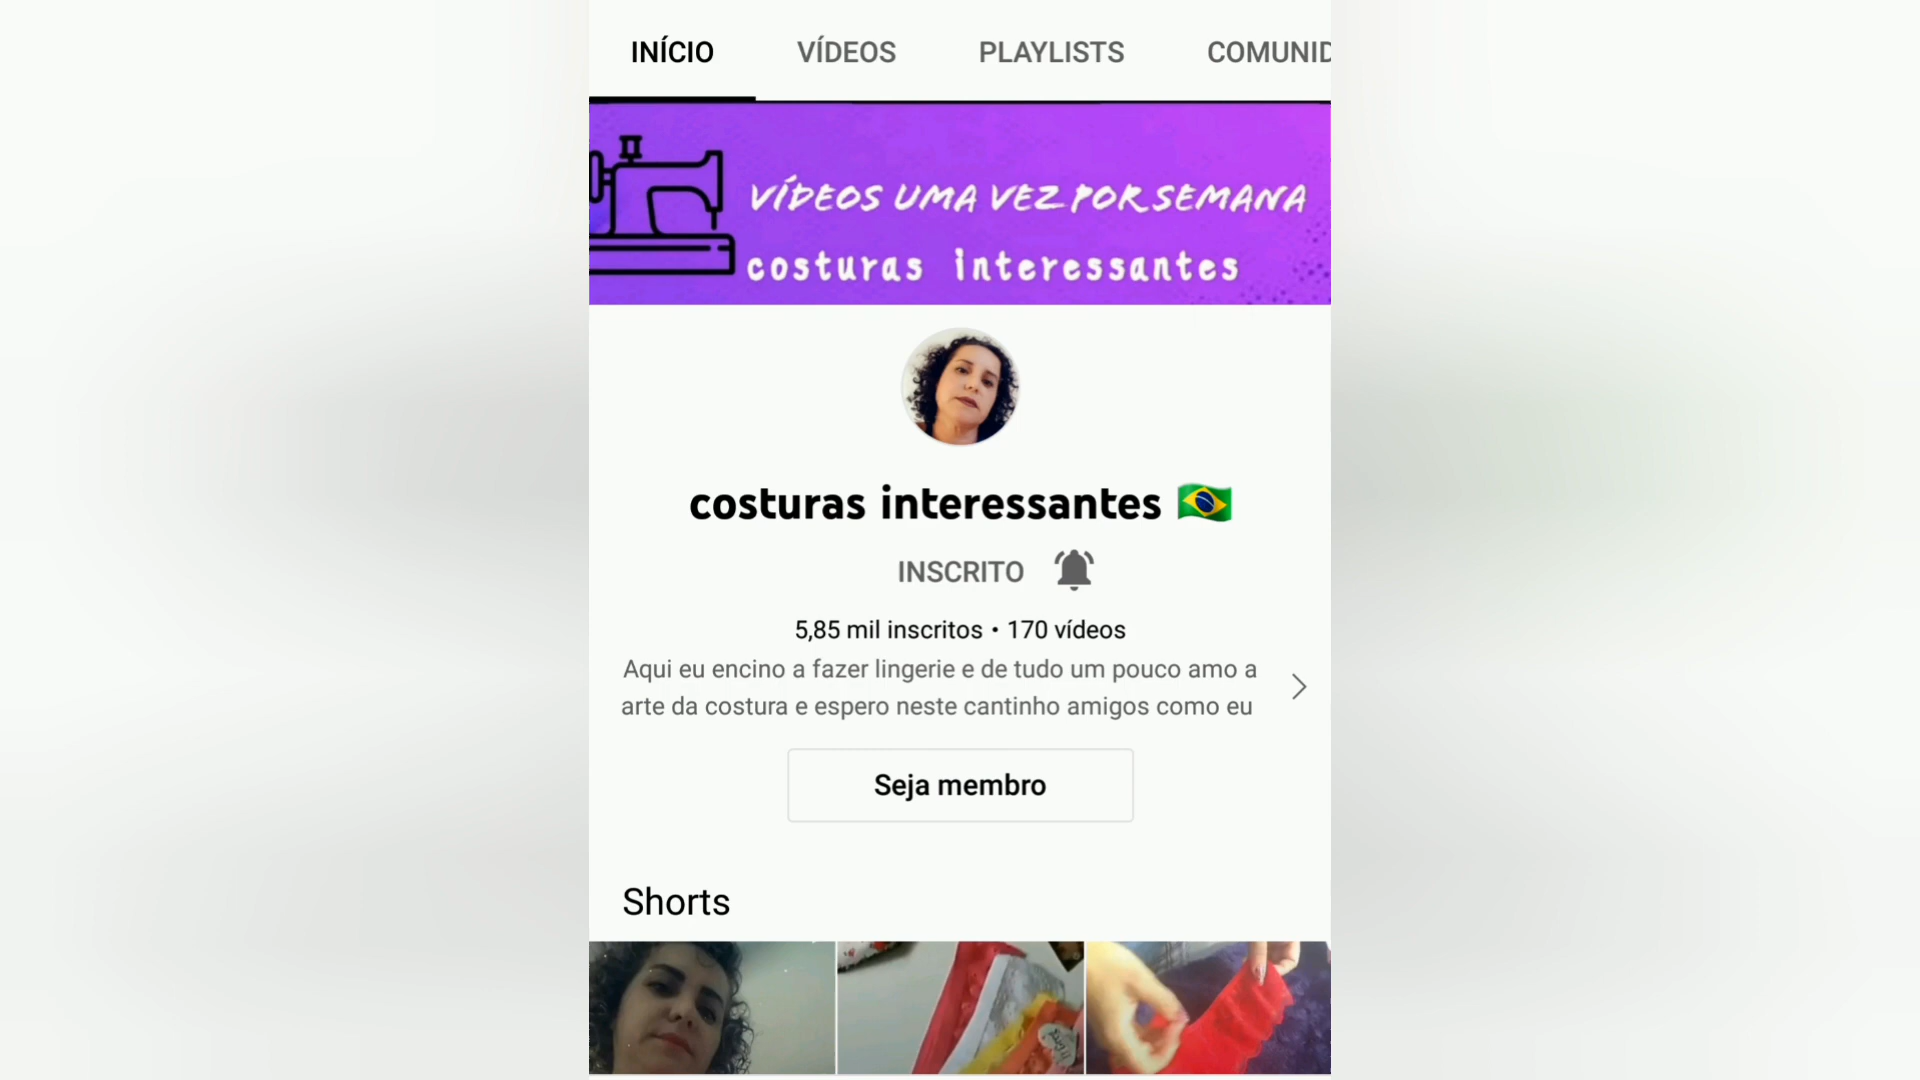 INÍCIO VÍDEOS PLAYLISTS COMUNID
VÍDEOS UMA VEZ POR SEMANA
costuras interessantes
costuras interessantes 🇧🇷
INSCRITO
5,85 mil inscritos • 170 vídeos
Aqui eu encino a fazer lingerie e de tudo um pouco amo a
arte da costura e espero neste cantinho amigos como eu
Seja membro
Shorts